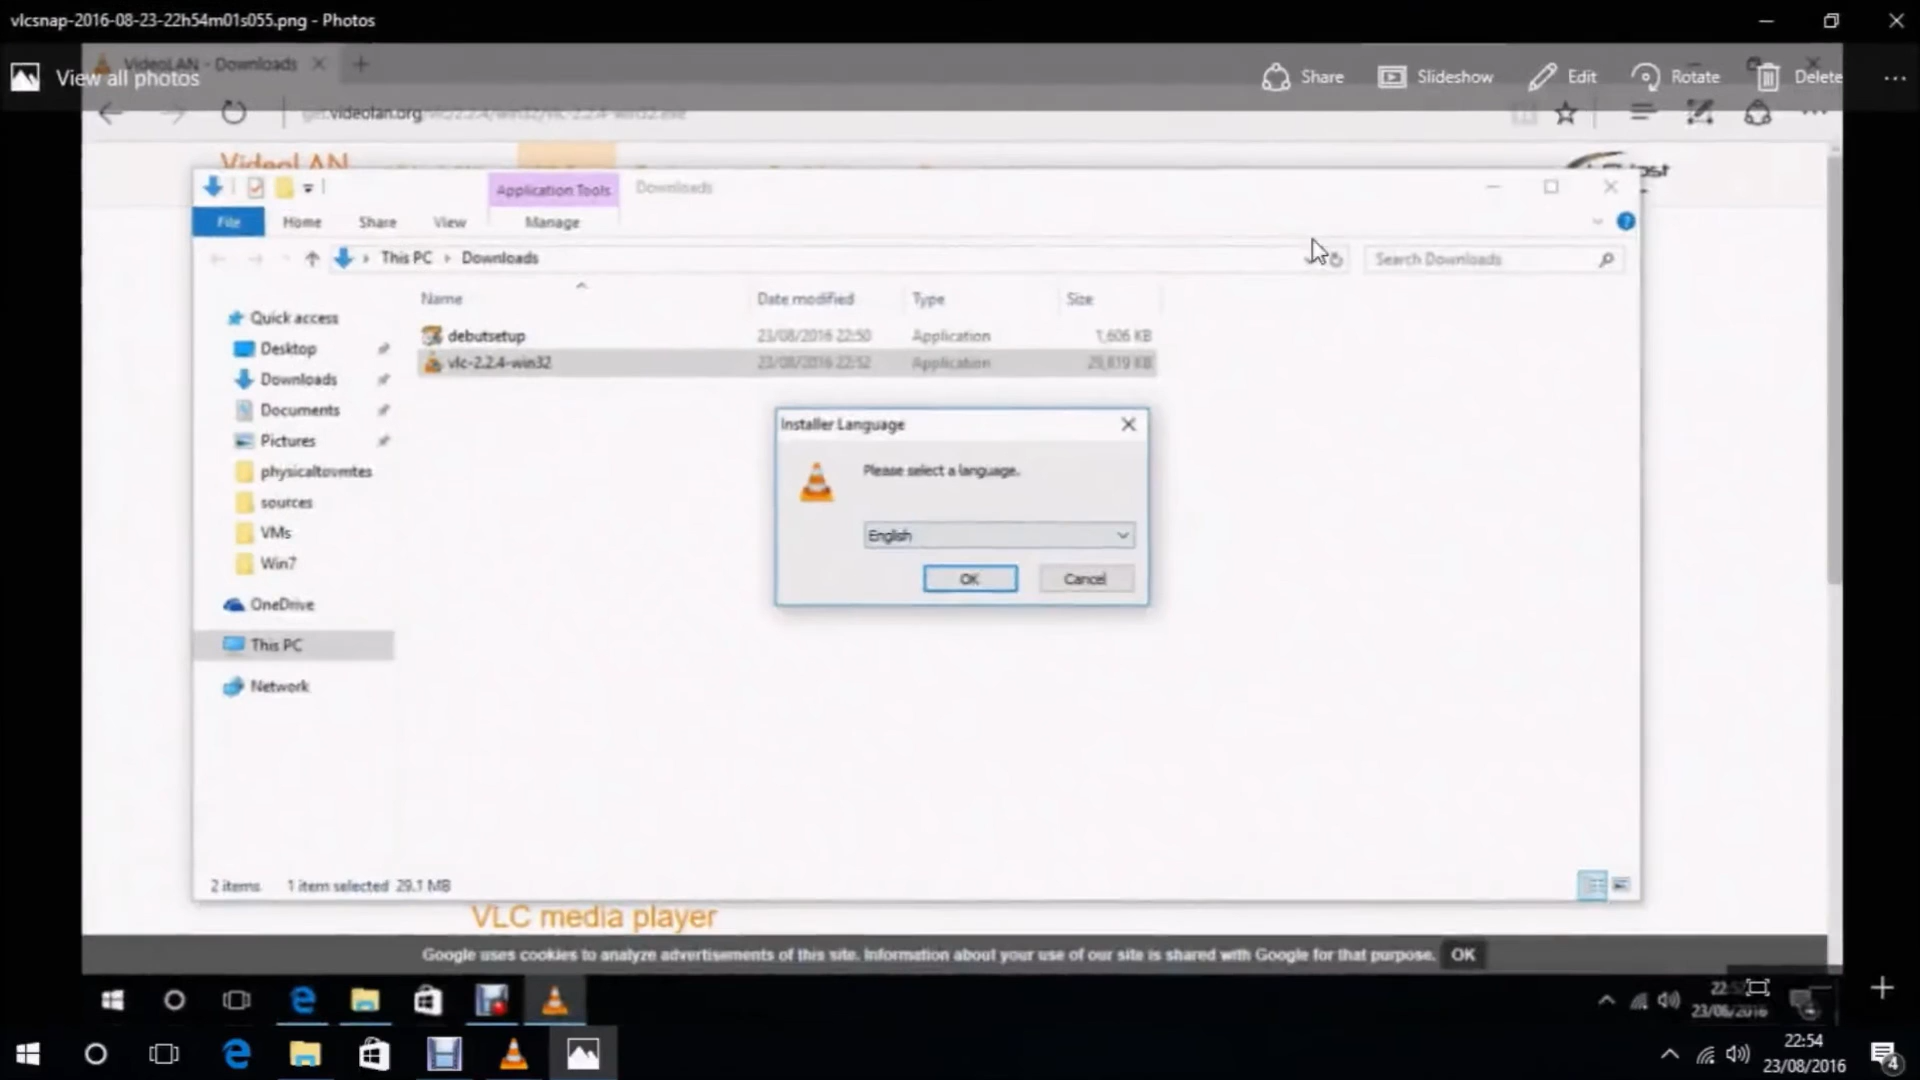 vlcsnap-2016-08-23-22h54m01s055.png - Photos
VideoLAN - Downloads
View all photos
Share
Slideshow
Edit
Rotate
Delete
get.videolan.org/vlc/2.2.4/win32/vlc-2.2.4-win32.exe
VideoLAN
Application Tools
Downloads
File
Home
Share
View
Manage
This PC
Downloads
Search Downloads
Name
Date modified
Type
Size
Quick access
Desktop
Downloads
Documents
Pictures
physicaltovmtes
sources
VMs
Win7
OneDrive
This PC
Network
debutsetup 23/08/2016 22:50 Application 1,606 KB
vlc-2.2.4-win32 23/08/2016 22:52 Application 29,819 KB
Installer Language
Please select a language.
English
OK
Cancel
2 items 1 item selected 29.1 MB
VLC media player
Google uses cookies to analyze advertisements of this site. Information about your use of our site is shared with Google for that purpose. OK
23/08/2016
22:54
23/08/2016
4